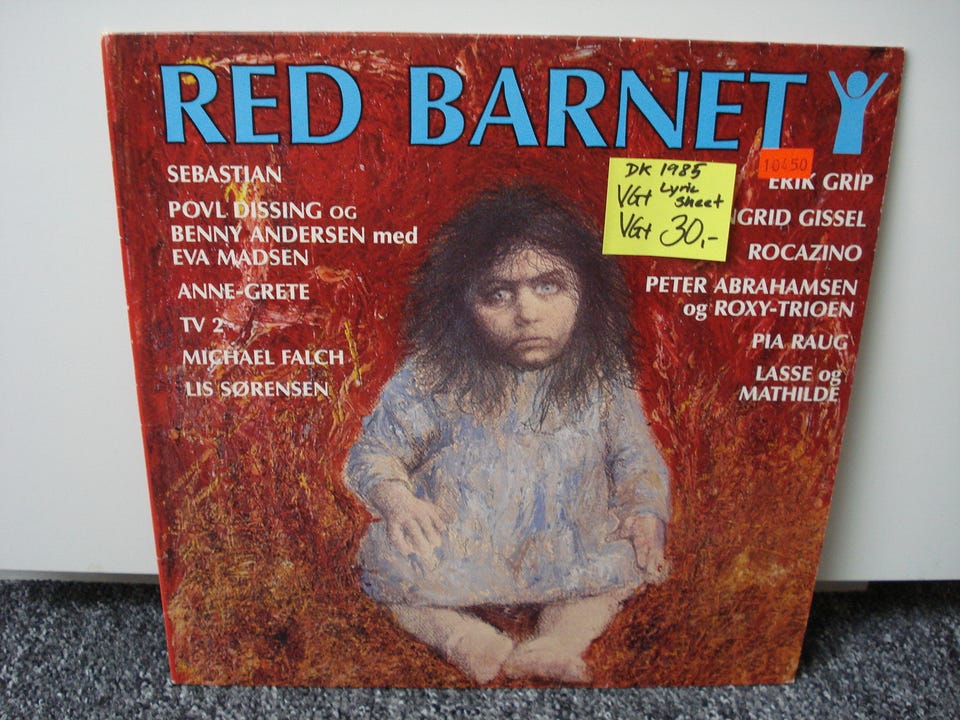 RED BARNET
SEBASTIAN
POVL DISSING OG
BENNY ANDERSEN med
EVA MADSEN
ANNE-GRETE
TV 2
MICHAEL FALCH
LIS SØRENSEN
DK 1985
VG+ Lyric sheet
VG+ 30,-
10450
ERIK GRIP
NGRID GISSEL
ROCAZINO
PETER ABRAHAMSEN
og ROXY-TRIOEN
PIA RAUG
LASSE og
MATHILDE